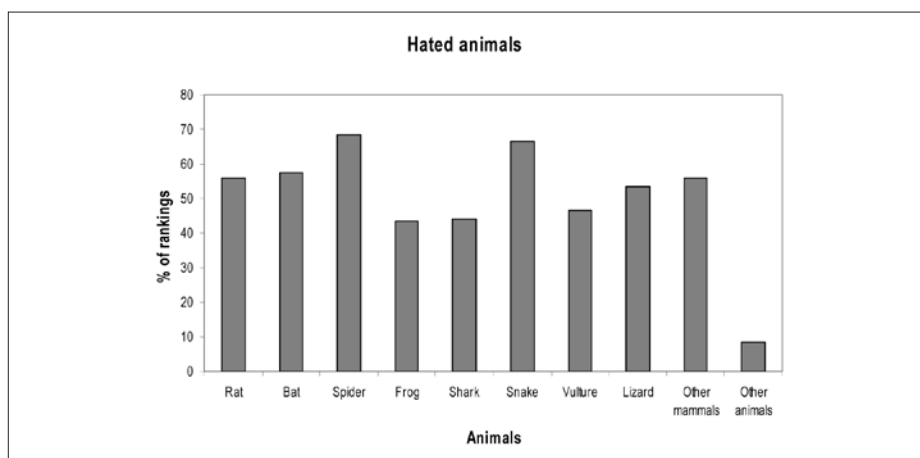 Hated animals
80
70
60
50
40
30
20
10
0
% of rankings
Rat Bat Spider Frog Shark Snake Vulture Lizard Other mammals Other animals
Animals